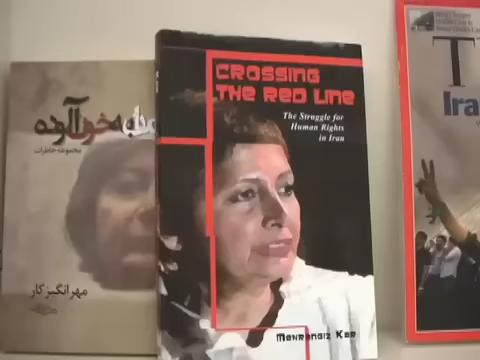 مجموعه خاطرات
مهرانگیز کار
CROSSING
THE RED LINE
The Struggle for
Human Rights
in Iran
Mehrangiz Kar
T
Ira